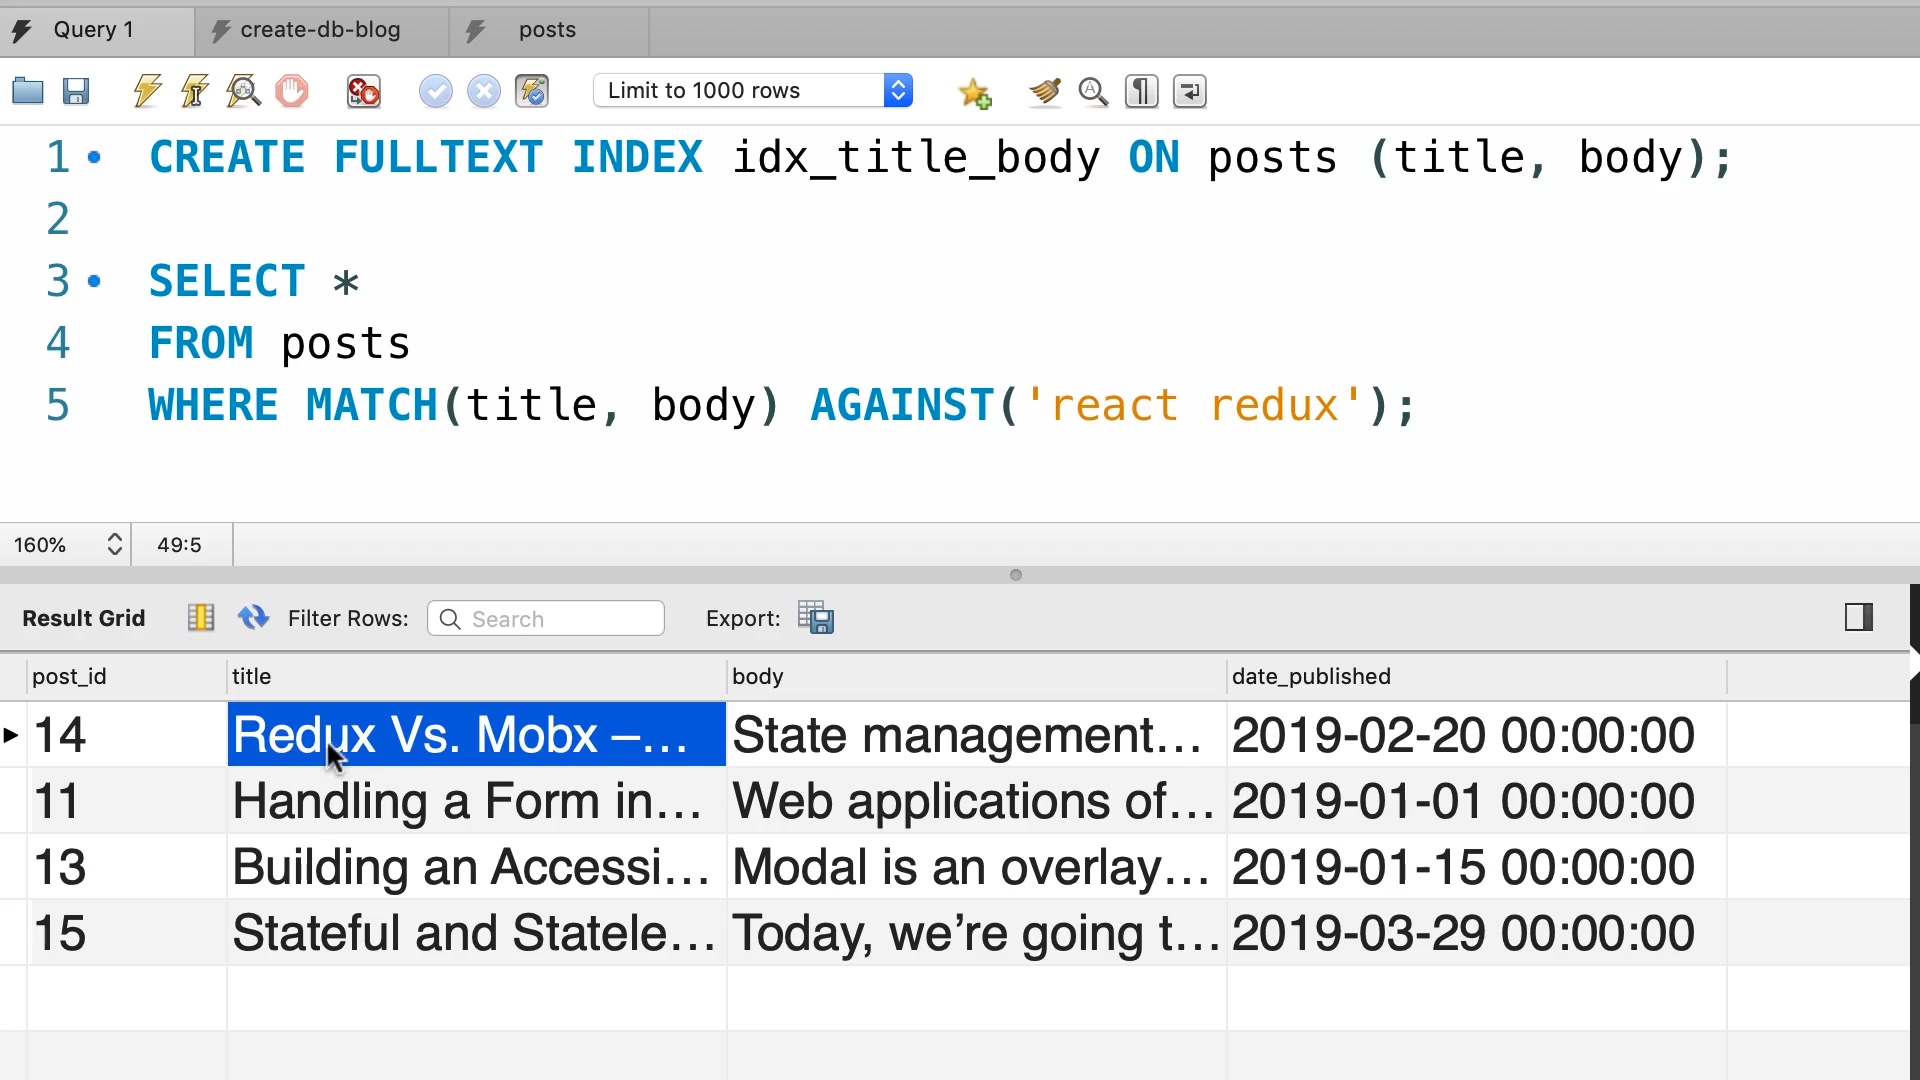 Query 1 create-db-blog posts
Limit to 1000 rows
1 CREATE FULLTEXT INDEX idx_title_body ON posts (title, body);
2
3 SELECT *
4 FROM posts
5 WHERE MATCH(title, body) AGAINST('react redux');
160% 49:5
Result Grid Filter Rows: Search Export:
post_id title body date_published
14 Redux Vs. Mobx –... State management... 2019-02-20 00:00:00
11 Handling a Form in... Web applications of... 2019-01-01 00:00:00
13 Building an Accessi... Modal is an overlay... 2019-01-15 00:00:00
15 Stateful and Statele... Today, we’re going t... 2019-03-29 00:00:00